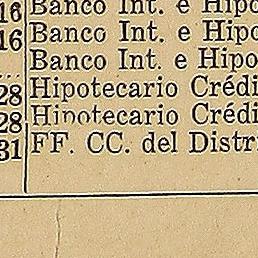 16 Banco Int. e Hipo
16 Banco Int. e Hipo
... Banco Int. e Hipo
28 Hipotecario Crédi
28 Hipotecario Crédi
31 FF. CC. del Distri